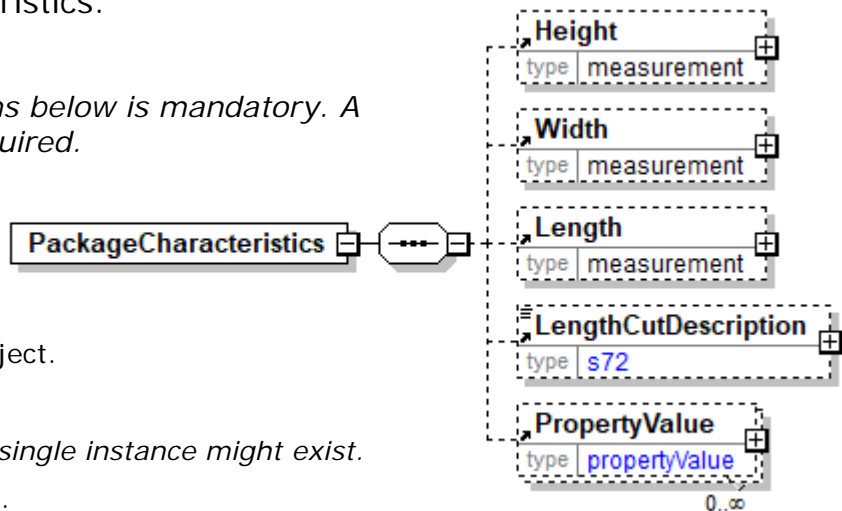 ristics.
ns below is mandatory. A
uired.
ject.
single instance might exist.
.
PackageCharacteristics
Height
type measurement
Width
type measurement
Length
type measurement
LengthCutDescription
type s72
PropertyValue
type propertyValue
0..∞